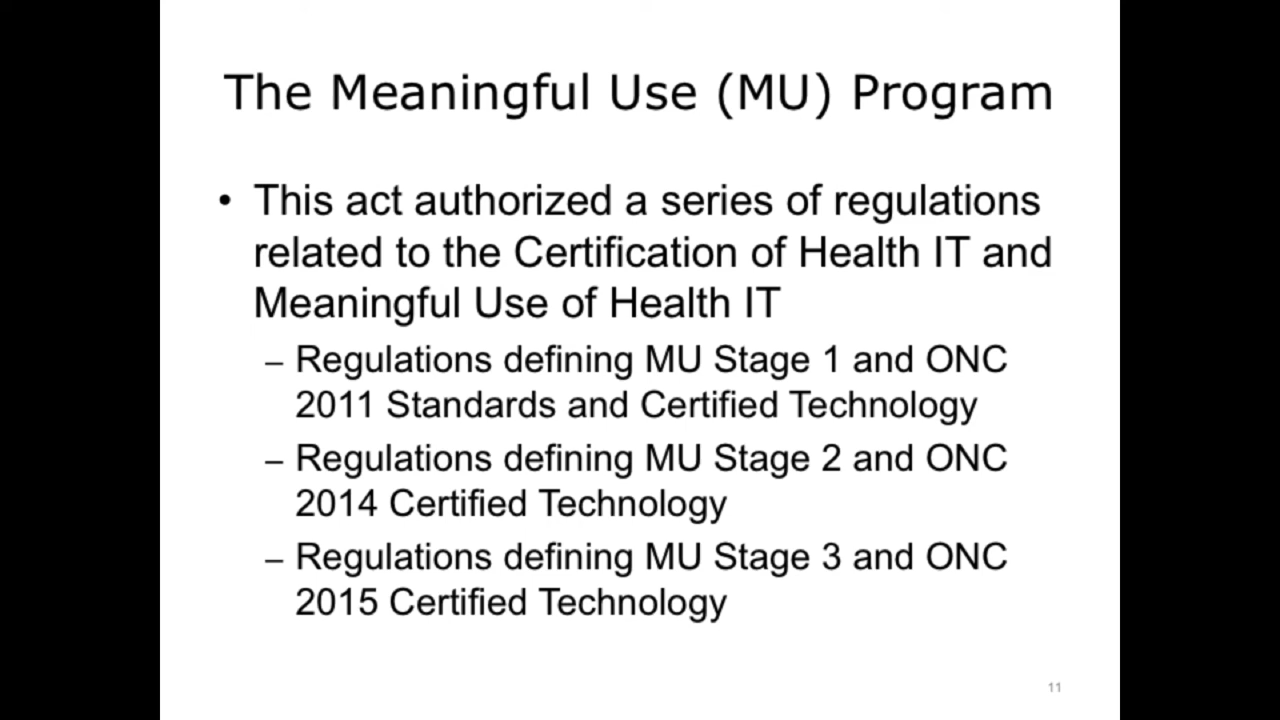 The Meaningful Use (MU) Program
• This act authorized a series of regulations
related to the Certification of Health IT and
Meaningful Use of Health IT
– Regulations defining MU Stage 1 and ONC
2011 Standards and Certified Technology
– Regulations defining MU Stage 2 and ONC
2014 Certified Technology
– Regulations defining MU Stage 3 and ONC
2015 Certified Technology
11